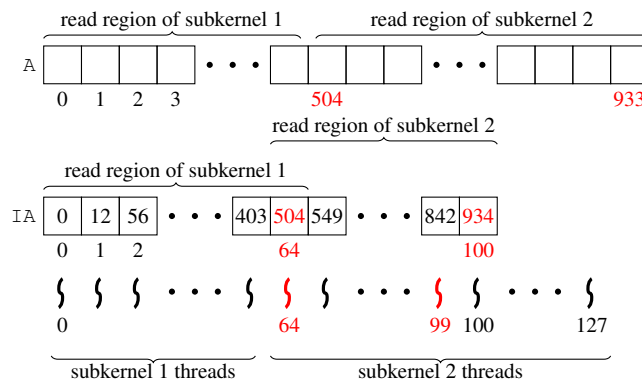 read region of subkernel 1 read region of subkernel 2
A
0 1 2 3 504 933
read region of subkernel 2
read region of subkernel 1
IA 0 12 56 403 504 549 842 934
0 1 2 64 100
0 64 99 100 127
subkernel 1 threads subkernel 2 threads